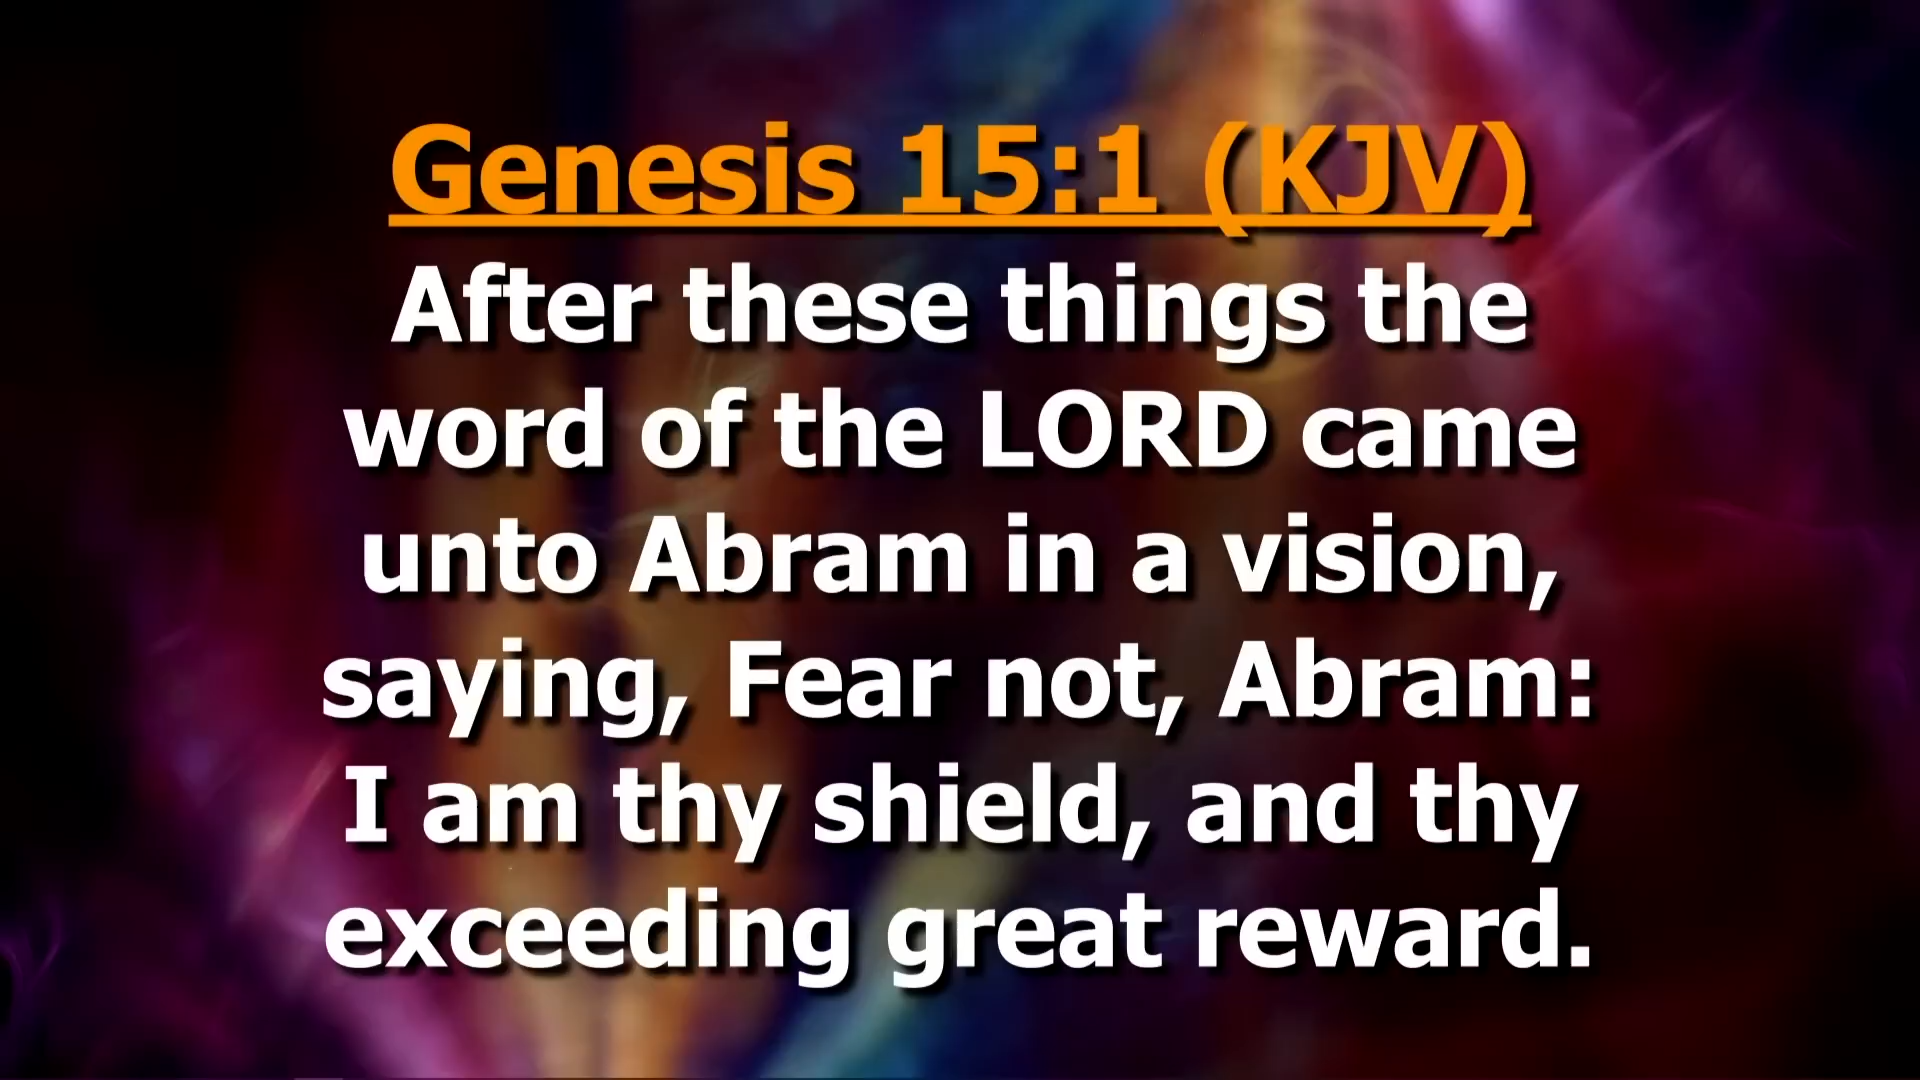 Genesis 15:1 (KJV)
After these things the
word of the LORD came
unto Abram in a vision,
saying, Fear not, Abram:
I am thy shield, and thy
exceeding great reward.